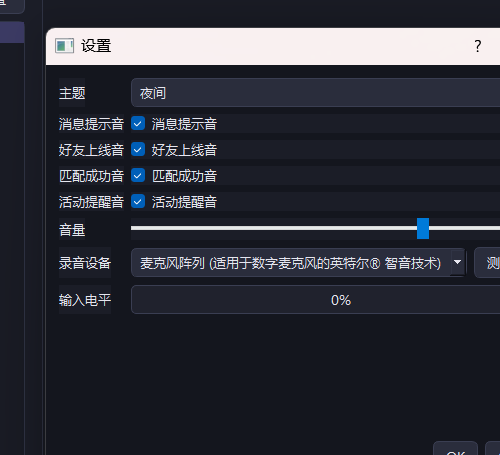 设置 ?
主题 夜间
消息提示音 消息提示音
好友上线音 好友上线音
匹配成功音 匹配成功音
活动提醒音 活动提醒音
音量
录音设备 麦克风阵列 (适用于数字麦克风的英特尔® 智音技术) 测
输入电平 0%
OK